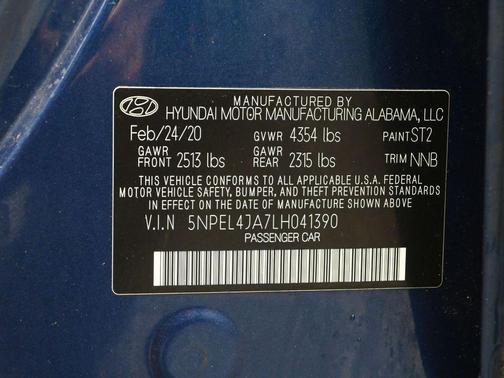 MANUFACTURED BY
HYUNDAI MOTOR MANUFACTURING ALABAMA, LLC
Feb/24/20 GVWR 4354 lbs PAINT ST2
GAWR FRONT 2513 lbs GAWR REAR 2315 lbs TRIM NNB
THIS VEHICLE CONFORMS TO ALL APPLICABLE FEDERAL
MOTOR VEHICLE SAFETY, BUMPER, AND THEFT PREVENTION STANDARDS
IN EFFECT ON THE DATE OF MANUFACTURE SHOWN ABOVE.
V.I.N 5NPEL4JA7LH041390
PASSENGER CAR